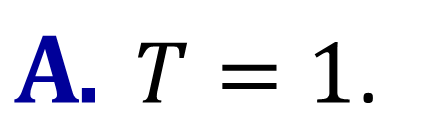 A. T = 1.